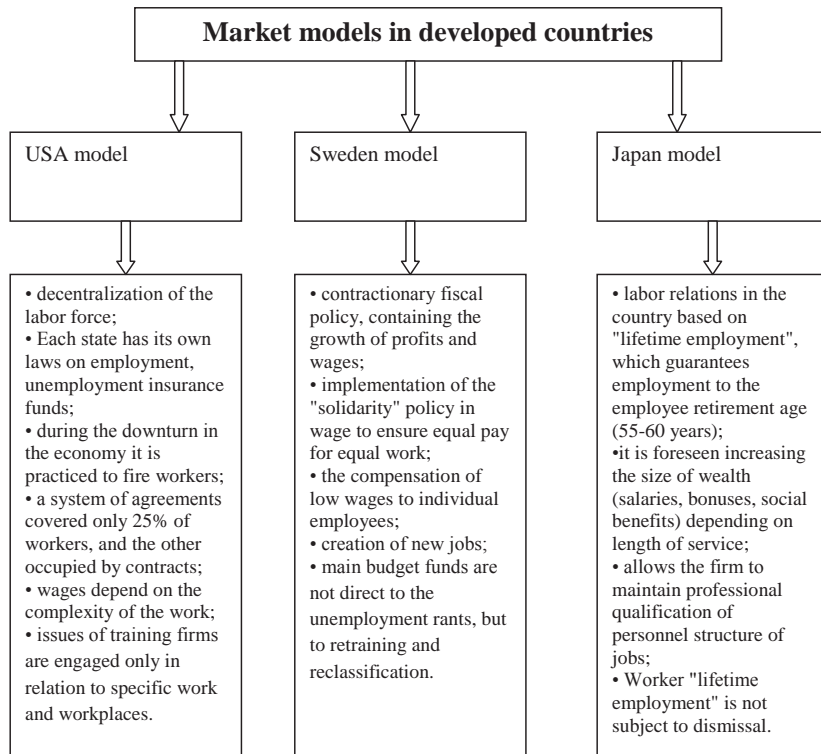 Market models in developed countries
USA model
Sweden model
Japan model
• decentralization of the
labor force;
• Each state has its own
laws on employment,
unemployment insurance
funds;
• during the downturn in
the economy it is
practiced to fire workers;
• a system of agreements
covered only 25% of
workers, and the other
occupied by contracts;
• wages depend on the
complexity of the work;
• issues of training firms
are engaged only in
relation to specific work
and workplaces.
• contractionary fiscal
policy, containing the
growth of profits and
wages;
• implementation of the
"solidarity" policy in
wage to ensure equal pay
for equal work;
• the compensation of
low wages to individual
employees;
• creation of new jobs;
• main budget funds are
not direct to the
unemployment rants, but
to retraining and
reclassification.
• labor relations in the
country based on
"lifetime employment",
which guarantees
employment to the
employee retirement age
(55-60 years);
•it is foreseen increasing
the size of wealth
(salaries, bonuses, social
benefits) depending on
length of service;
• allows the firm to
maintain professional
qualification of
personnel structure of
jobs;
• Worker "lifetime
employment" is not
subject to dismissal.